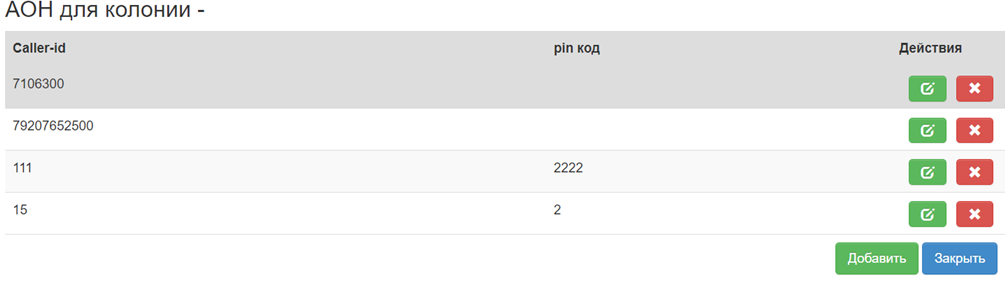 АОН для колонии -
Caller-id pin код Действия
7106300
79207652500
111 2222
15 2
Добавить Закрыть